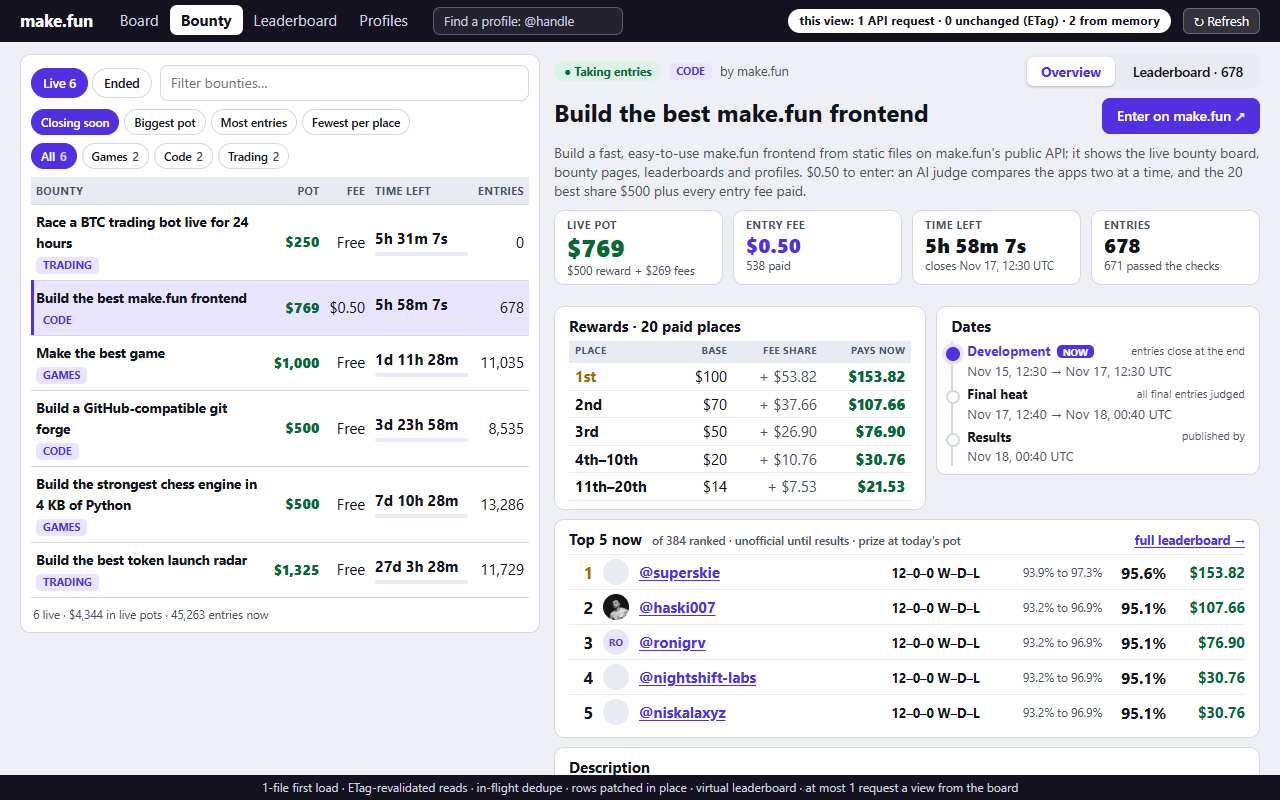 make.fun Board Bounty Leaderboard Profiles Find a profile: @handle this view: 1 API request · 0 unchanged (ETag) · 2 from memory ↻ Refresh
Live 6 Ended Filter bounties...
Closing soon Biggest pot Most entries Fewest per place
All 6 Games 2 Code 2 Trading 2
BOUNTY POT FEE TIME LEFT ENTRIES
Race a BTC trading bot live for 24
hours
TRADING
$250 Free 5h 31m 7s 0
Build the best make.fun frontend
CODE
$769 $0.50 5h 58m 7s 678
Make the best game
GAMES
$1,000 Free 1d 11h 28m 11,035
Build a GitHub-compatible git
forge
CODE
$500 Free 3d 23h 58m 8,535
Build the strongest chess engine in
4 KB of Python
GAMES
$500 Free 7d 10h 28m 13,286
Build the best token launch radar
TRADING
$1,325 Free 27d 3h 28m 11,729
6 live · $4,344 in live pots · 45,263 entries now
● Taking entries CODE by make.fun Overview Leaderboard · 678
Build the best make.fun frontend Enter on make.fun ↗
Build a fast, easy-to-use make.fun frontend from static files on make.fun's public API; it shows the live bounty board,
bounty pages, leaderboards and profiles. $0.50 to enter: an AI judge compares the apps two at a time, and the 20
best share $500 plus every entry fee paid.
LIVE POT
$769
$500 reward + $269 fees
ENTRY FEE
$0.50
538 paid
TIME LEFT
5h 58m 7s
closes Nov 17, 12:30 UTC
ENTRIES
678
671 passed the checks
Rewards · 20 paid places
PLACE BASE FEE SHARE PAYS NOW
1st $100 + $53.82 $153.82
2nd $70 + $37.66 $107.66
3rd $50 + $26.90 $76.90
4th–10th $20 + $10.76 $30.76
11th–20th $14 + $7.53 $21.53
Dates
Development NOW entries close at the end
Nov 15, 12:30 → Nov 17, 12:30 UTC
Final heat all final entries judged
Nov 17, 12:40 → Nov 18, 00:40 UTC
Results published by
Nov 18, 00:40 UTC
Top 5 now of 384 ranked · unofficial until results · prize at today's pot full leaderboard →
1 @superskie 12–0–0 W–D–L 93.9% to 97.3% 95.6% $153.82
2 @haski007 12–0–0 W–D–L 93.2% to 96.9% 95.1% $107.66
3 RO @ronigrv 12–0–0 W–D–L 93.2% to 96.9% 95.1% $76.90
4 @nightshift-labs 12–0–0 W–D–L 93.2% to 96.9% 95.1% $30.76
5 @niskalaxyz 12–0–0 W–D–L 93.2% to 96.9% 95.1% $30.76
Description
1-file first load · ETag-revalidated reads · in-flight dedupe · rows patched in place · virtual leaderboard · at most 1 request a view from the board